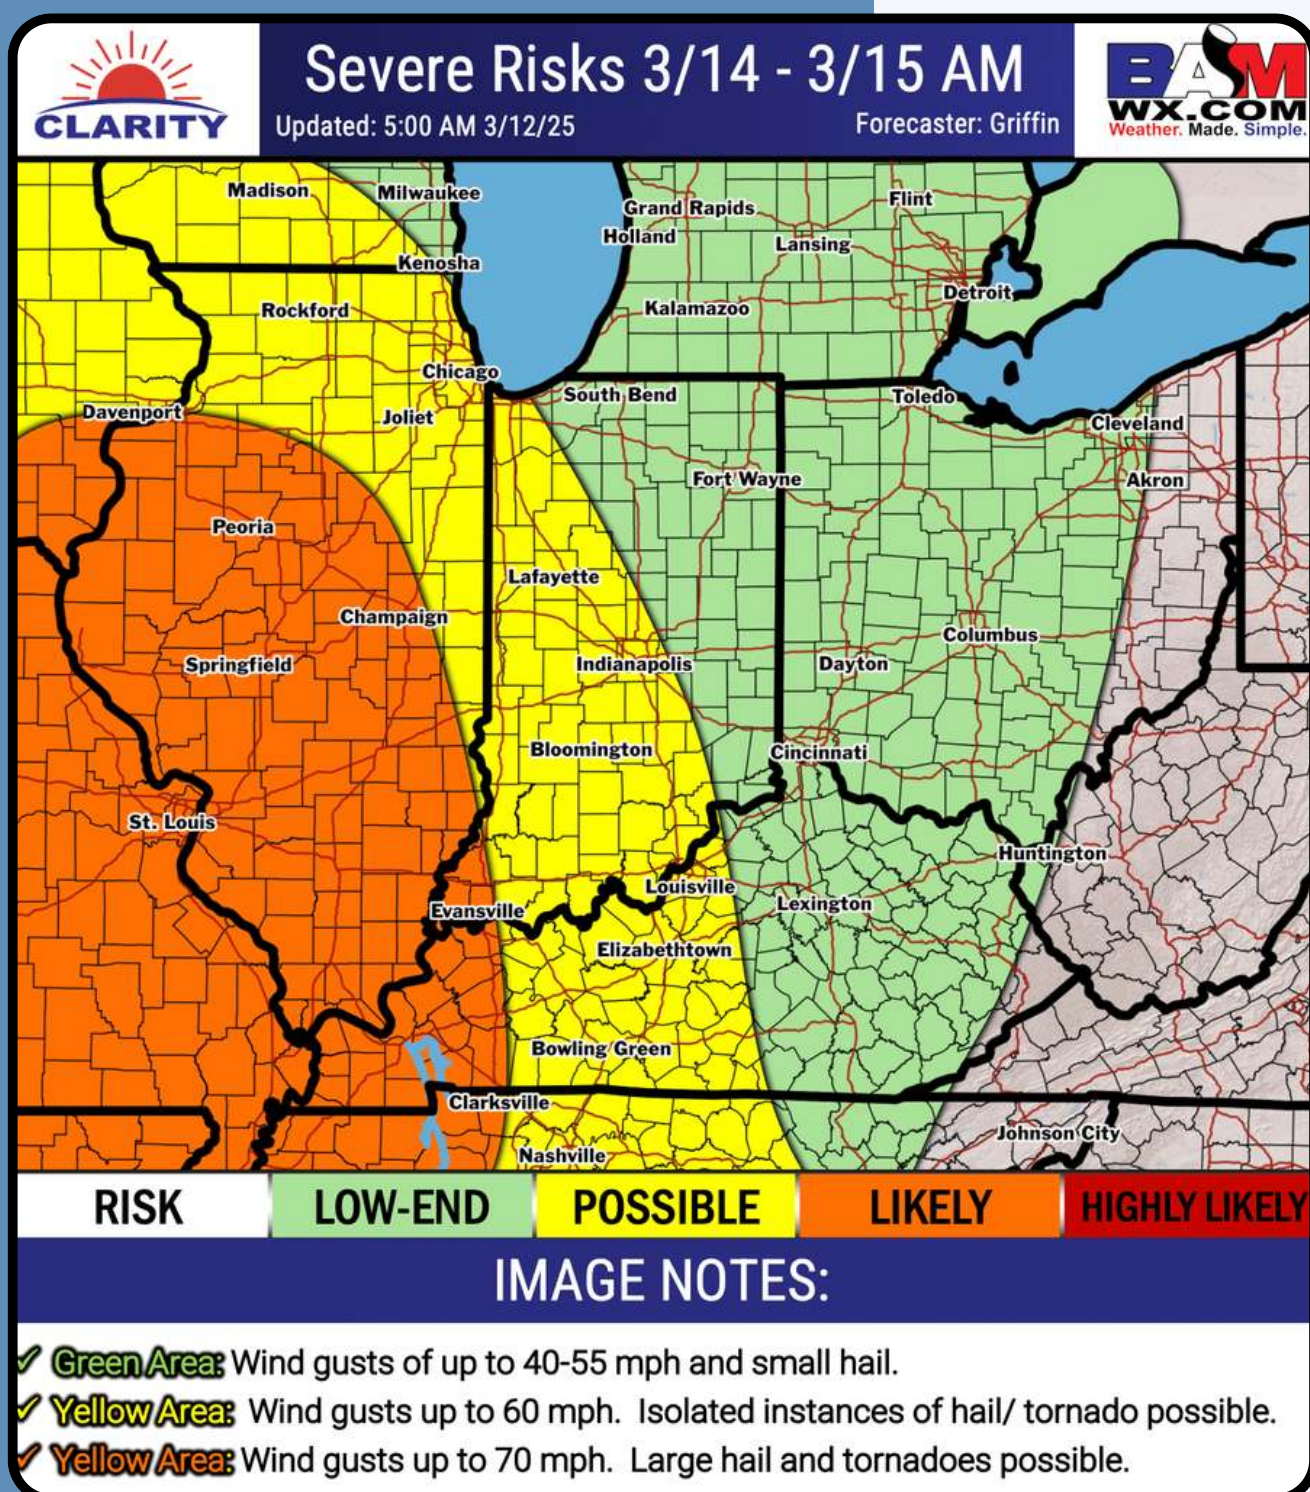 CLARITY
Severe Risks 3/14 - 3/15 AM
Updated: 5:00 AM 3/12/25
Forecaster: Griffin
BAM
WX.COM
Weather. Made. Simple.
Madison
Milwaukee
Grand Rapids
Flint
Holland
Lansing
Kenosha
Detroit
Rockford
Kalamazoo
Chicago
South Bend
Toledo
Davenport
Joliet
Cleveland
Fort Wayne
Akron
Peoria
Lafayette
Champaign
Columbus
Springfield
Indianapolis
Dayton
Bloomington
Cincinnati
St. Louis
Huntington
Louisville
Lexington
Evansville
Elizabethtown
Bowling Green
Clarksville
Johnson City
Nashville
RISK
LOW-END
POSSIBLE
LIKELY
HIGHLY LIKELY
IMAGE NOTES:
✓ Green Area: Wind gusts of up to 40-55 mph and small hail.
✓ Yellow Area: Wind gusts up to 60 mph. Isolated instances of hail/ tornado possible.
✓ Yellow Area: Wind gusts up to 70 mph. Large hail and tornadoes possible.